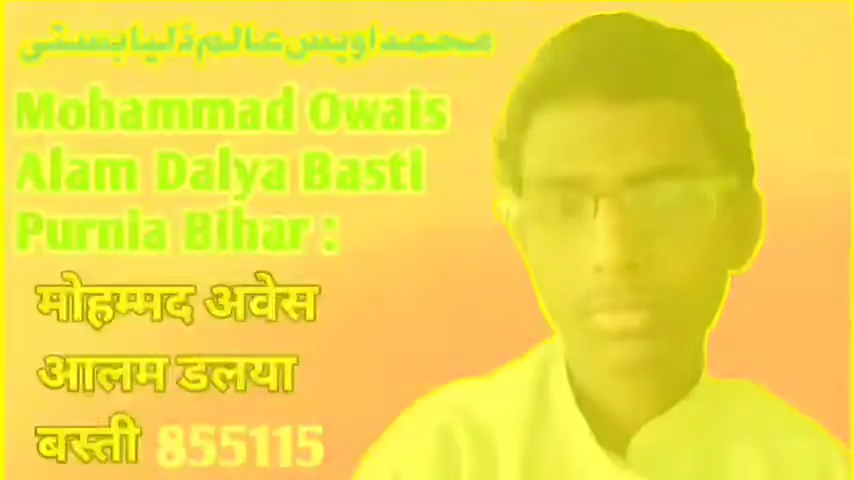 محمد اویس عالم ڈلیا بستی
Mohammad Owais
Alam Dalya Basti
Purnia Bihar :
मोहम्मद अवेस
आलम डलया
बस्ती 855115